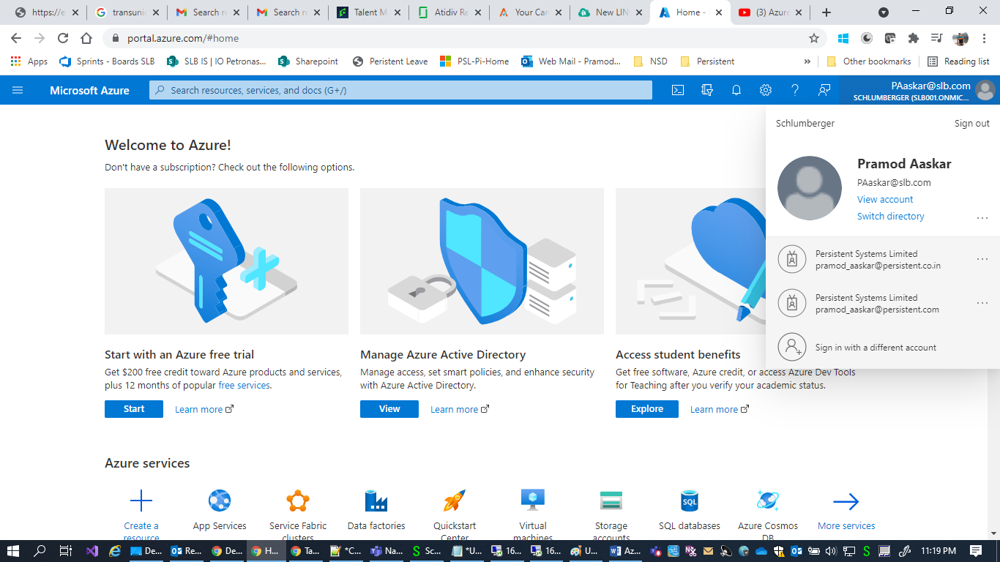 https://e
transunio
Search re
Search re
Talent M
Atidiv Re
Your Car
New LIN
Home - A
(3) Azure
portal.azure.com/#home
Apps
Sprints - Boards SLB
SLB IS | IO Petronas...
Sharepoint
Peristent Leave
PSL-Pi-Home
Web Mail - Pramod...
NSD
Persistent
»
Other bookmarks
Reading list
Microsoft Azure
Search resources, services, and docs (G+/)
PAaskar@slb.com
SCHLUMBERGER (SLB001.ONMIC...
Schlumberger
Sign out
Pramod Aaskar
PAaskar@slb.com
View account
Switch directory
...
Persistent Systems Limited
pramod_aaskar@persistent.co.in
...
Persistent Systems Limited
pramod_aaskar@persistent.com
...
Sign in with a different account
Welcome to Azure!
Don't have a subscription? Check out the following options.
Start with an Azure free trial
Get $200 free credit toward Azure products and services,
plus 12 months of popular free services.
Start
Learn more
Manage Azure Active Directory
Manage access, set smart policies, and enhance security
with Azure Active Directory.
View
Learn more
Access student benefits
Get free software, Azure credit, or access Azure Dev Tools
for Teaching after you verify your academic status.
Explore
Learn more
Azure services
Create a
resource
App Services
Service Fabric
clusters
Data factories
Quickstart
Center
Virtual
machines
Storage
accounts
SQL
SQL databases
Azure Cosmos
DB
More services
De...
Re...
De...
H...
Ta...
*C...
Na...
S
Sc...
*U...
16...
16...
U...
Az...
S
11:19 PM